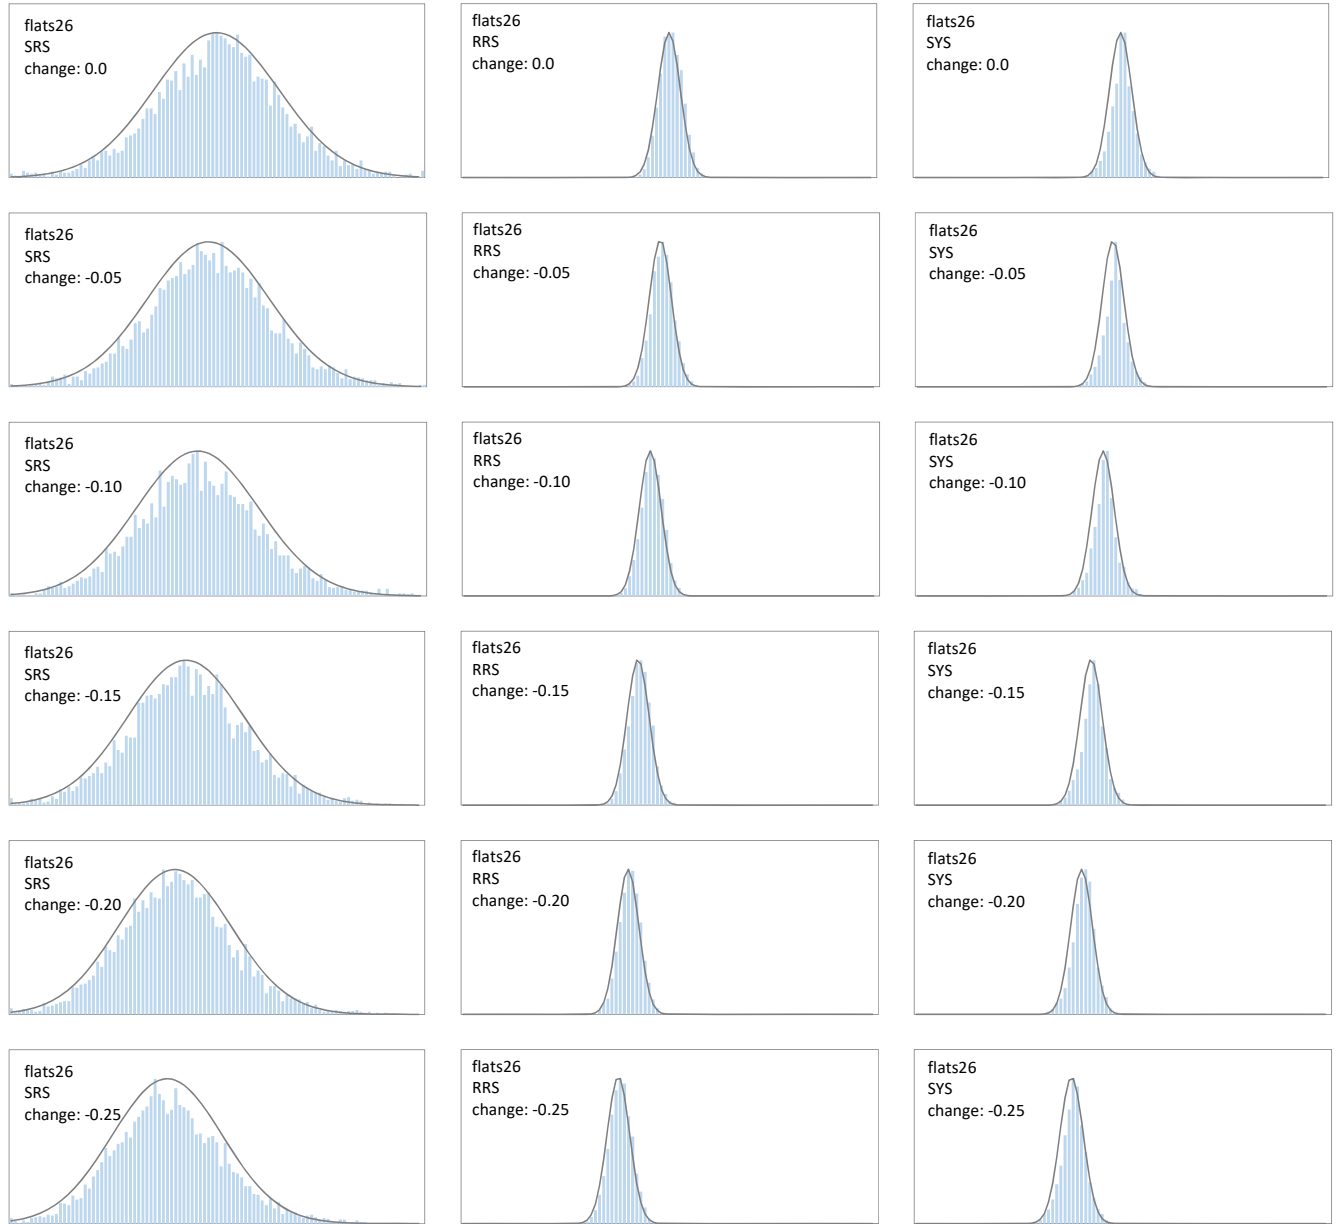 flats26
SRS
change: 0.0
flats26
RRS
change: 0.0
flats26
SYS
change: 0.0
flats26
SRS
change: -0.05
flats26
RRS
change: -0.05
flats26
SYS
change: -0.05
flats26
SRS
change: -0.10
flats26
RRS
change: -0.10
flats26
SYS
change: -0.10
flats26
SRS
change: -0.15
flats26
RRS
change: -0.15
flats26
SYS
change: -0.15
flats26
SRS
change: -0.20
flats26
RRS
change: -0.20
flats26
SYS
change: -0.20
flats26
SRS
change: -0.25
flats26
RRS
change: -0.25
flats26
SYS
change: -0.25